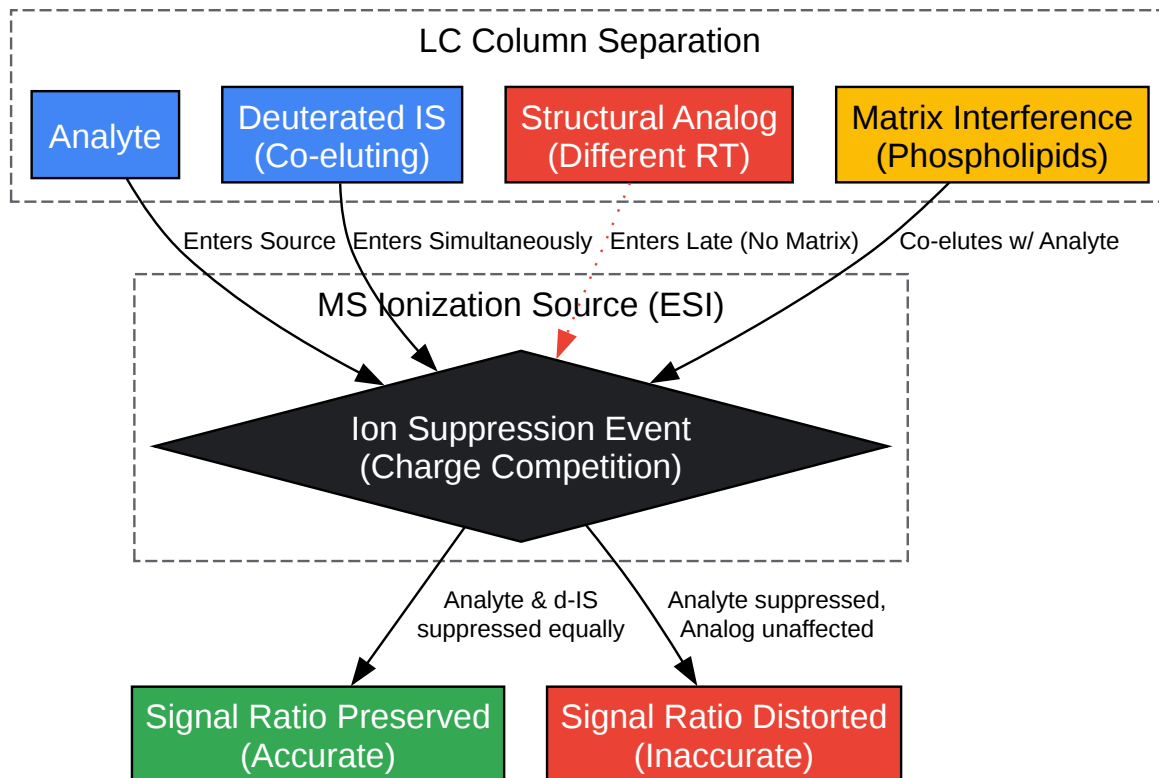 LC Column Separation
Analyte
Deuterated IS
(Co-eluting)
Structural Analog
(Different RT)
Matrix Interference
(Phospholipids)
Enters Source
Enters Simultaneously
Enters Late (No Matrix)
Co-elutes w/ Analyte
MS Ionization Source (ESI)
Ion Suppression Event
(Charge Competition)
Analyte & d-IS
suppressed equally
Analyte suppressed,
Analog unaffected
Signal Ratio Preserved
(Accurate)
Signal Ratio Distorted
(Inaccurate)